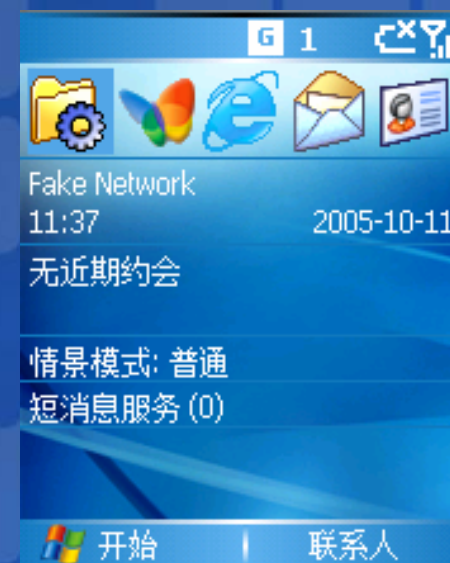 G 1
Fake Network
11:37 2005-10-11
无近期约会
情景模式: 普通
短消息服务 (0)
开始 联系人